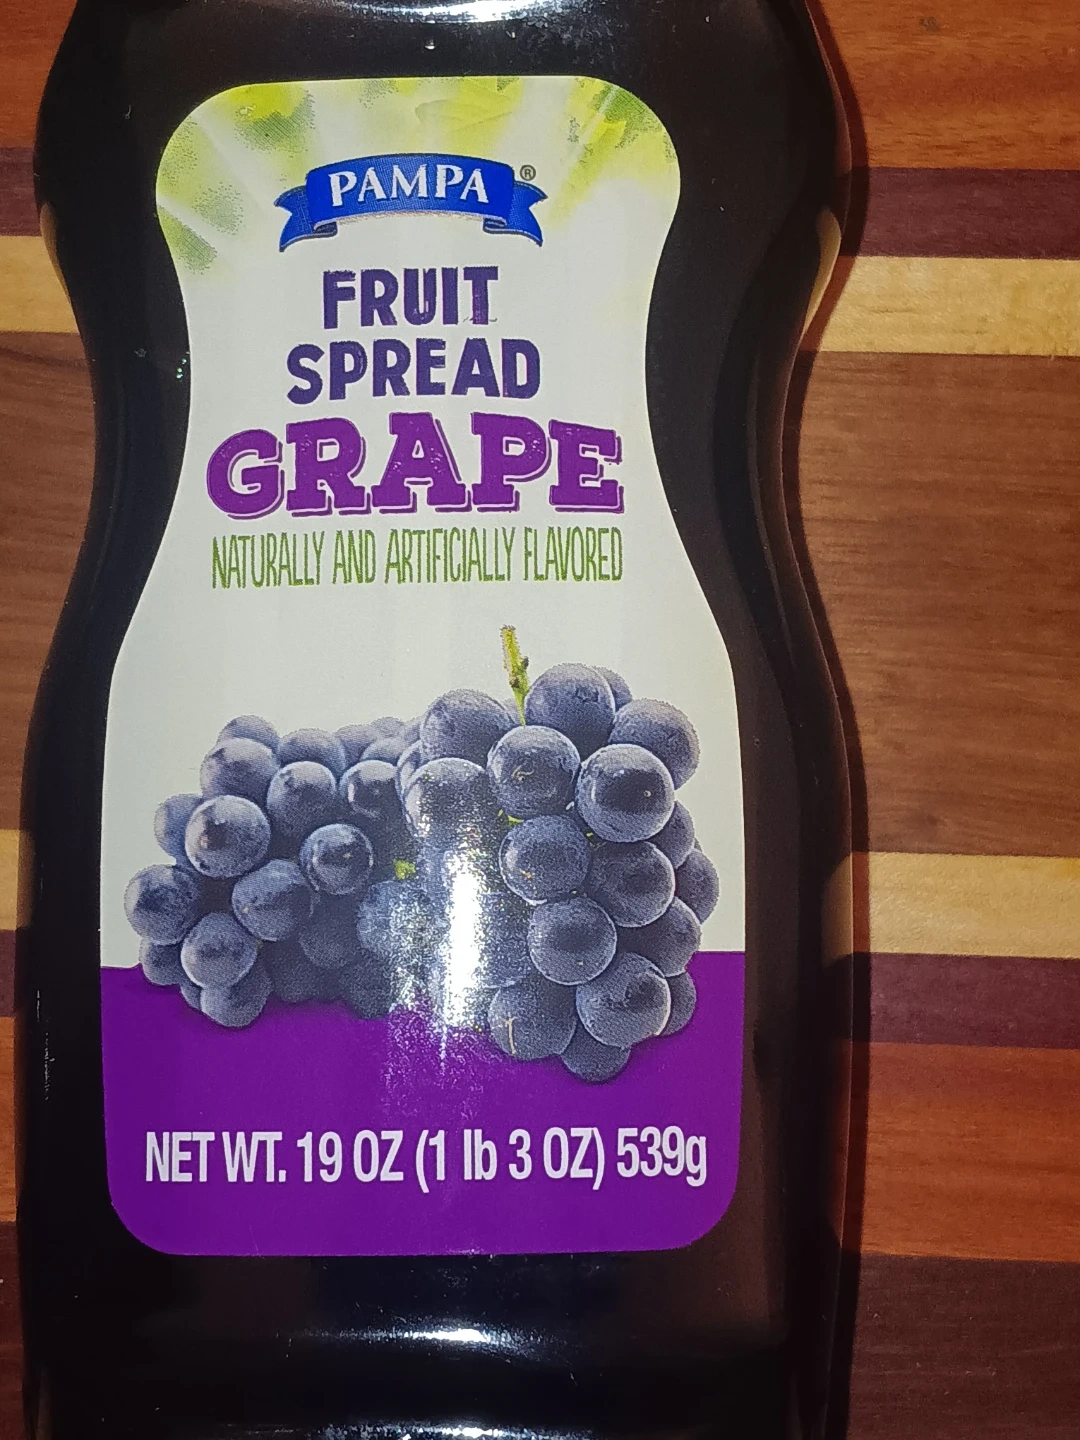 PAMPA ®
FRUIT
SPREAD
GRAPE
NATURALLY AND ARTIFICIALLY FLAVORED
NET WT. 19 OZ (1 lb 3 OZ) 539g